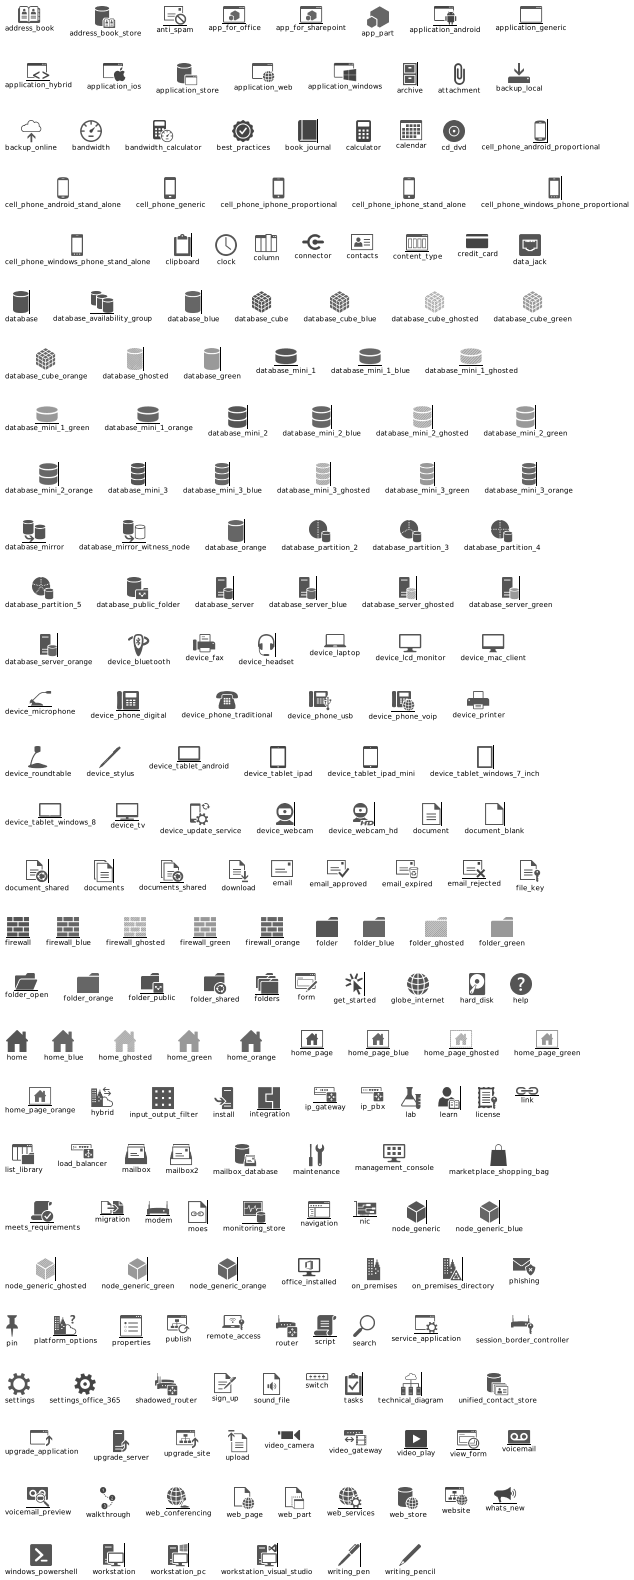 address_book address_book_store anti_spam app_for_office app_for_sharepoint app_part application_android application_generic
application_hybrid application_ios application_store application_web application_windows archive attachment backup_local
backup_online bandwidth bandwidth_calculator best_practices book_journal calculator calendar cd_dvd cell_phone_android_proportional
cell_phone_android_stand_alone cell_phone_generic cell_phone_iphone_proportional cell_phone_iphone_stand_alone cell_phone_windows_phone_proportional
cell_phone_windows_phone_stand_alone clipboard clock column connector contacts content_type credit_card data_jack
database database_availability_group database_blue database_cube database_cube_blue database_cube_ghosted database_cube_green
database_cube_orange database_ghosted database_green database_mini_1 database_mini_1_blue database_mini_1_ghosted
database_mini_1_green database_mini_1_orange database_mini_2 database_mini_2_blue database_mini_2_ghosted database_mini_2_green
database_mini_2_orange database_mini_3 database_mini_3_blue database_mini_3_ghosted database_mini_3_green database_mini_3_orange
database_mirror database_mirror_witness_node database_orange database_partition_2 database_partition_3 database_partition_4
database_partition_5 database_public_folder database_server database_server_blue database_server_ghosted database_server_green
database_server_orange device_bluetooth device_fax device_headset device_laptop device_lcd_monitor device_mac_client
device_microphone device_phone_digital device_phone_traditional device_phone_usb device_phone_voip device_printer
device_roundtable device_stylus device_tablet_android device_tablet_ipad device_tablet_ipad_mini device_tablet_windows_7_inch
HD
device_tablet_windows_8 device_tv device_update_service device_webcam device_webcam_hd document document_blank
document_shared documents documents_shared download email email_approved email_expired email_rejected file_key
firewall firewall_blue firewall_ghosted firewall_green firewall_orange folder folder_blue folder_ghosted folder_green
folder_open folder_orange folder_public folder_shared folders form get_started globe_internet hard_disk help
home home_blue home_ghosted home_green home_orange home_page home_page_blue home_page_ghosted home_page_green
home_page_orange hybrid input_output_filter install integration ip_gateway ip_pbx lab learn license link
list_library load_balancer mailbox mailbox2 mailbox_database maintenance management_console marketplace_shopping_bag
meets_requirements migration modem moes monitoring_store navigation nic node_generic node_generic_blue
node_generic_ghosted node_generic_green node_generic_orange office_installed on_premises on_premises_directory phishing
pin platform_options properties publish remote_access router script search service_application session_border_controller
settings settings_office_365 shadowed_router sign_up sound_file switch tasks technical_diagram unified_contact_store
upgrade_application upgrade_server upgrade_site upload video_camera video_gateway video_play view_form voicemail
voicemail_preview walkthrough web_conferencing web_page web_part web_services web_store website whats_new
windows_powershell workstation workstation_pc workstation_visual_studio writing_pen writing_pencil